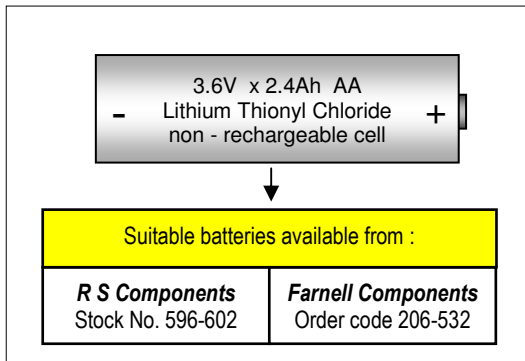 3.6V x 2.4Ah AA
Lithium Thionyl Chloride
- +
non - rechargeable cell
Suitable batteries available from :
R S Components
Stock No. 596-602
Farnell Components
Order code 206-532